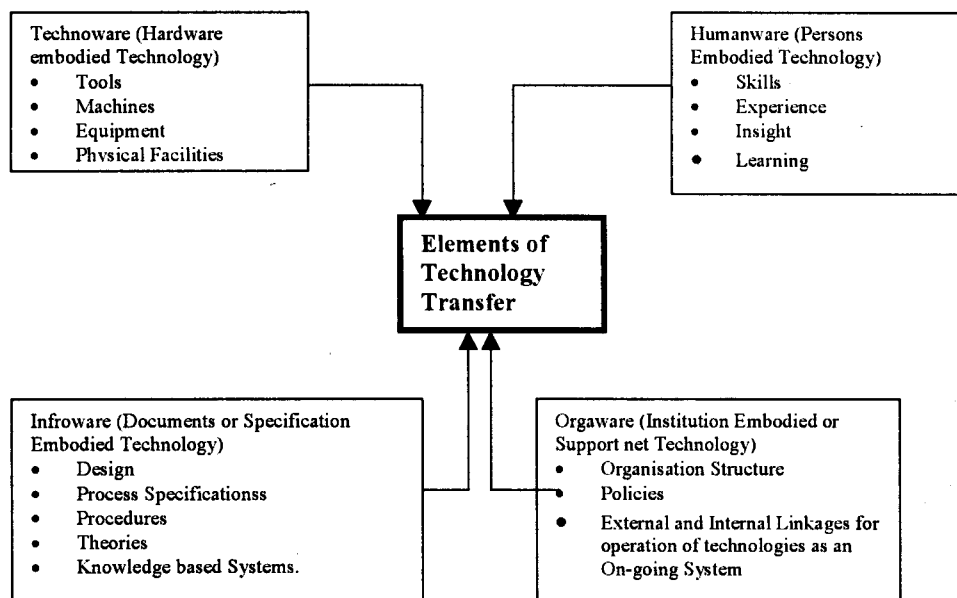 Technoware (Hardware
embodied Technology)
• Tools
• Machines
• Equipment
• Physical Facilities
Humanware (Persons
Embodied Technology)
• Skills
• Experience
• Insight
• Learning
Elements of
Technology
Transfer
Infroware (Documents or Specification
Embodied Technology)
• Design
• Process Specificationss
• Procedures
• Theories
• Knowledge based Systems.
Orgaware (Institution Embodied or
Support net Technology)
• Organisation Structure
• Policies
• External and Internal Linkages for
operation of technologies as an
On-going System